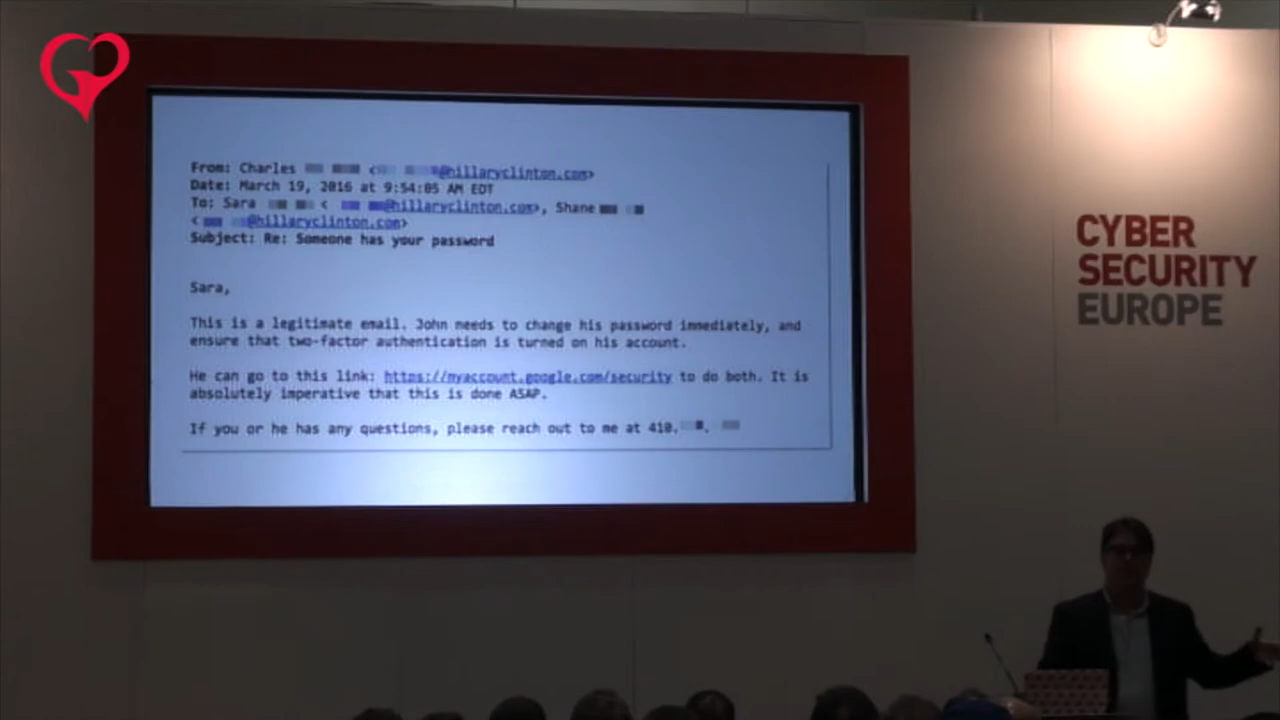 From: Charles < @hillaryclinton.com>
Date: March 19, 2016 at 9:54:05 AM EDT
To: Sara < @hillaryclinton.com>, Shane
< @hillaryclinton.com>
Subject: Re: Someone has your password
Sara,
This is a legitimate email. John needs to change his password immediately, and
ensure that two-factor authentication is turned on his account.
He can go to this link: https://myaccount.google.com/security to do both. It is
absolutely imperative that this is done ASAP.
If you or he has any questions, please reach out to me at 410. .
CYBER
SECURITY
EUROPE